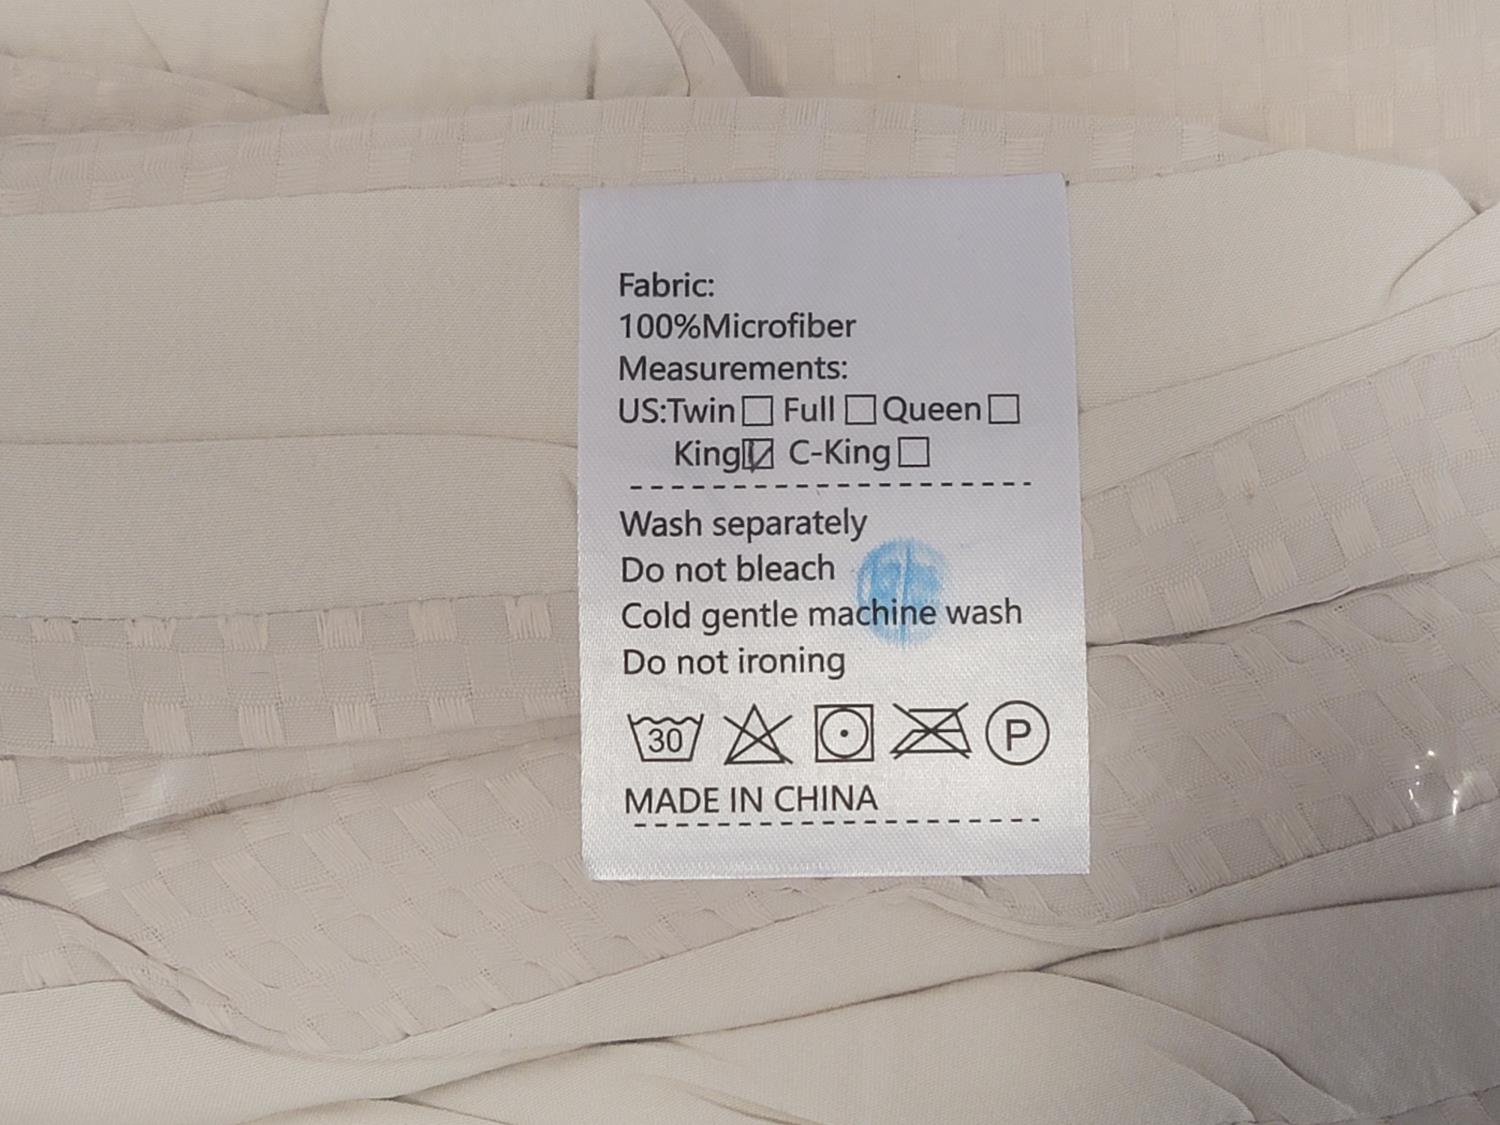 Fabric:
100%Microfiber
Measurements:
US:Twin☐ Full ☐Queen☐
King☑ C-King☐
Wash separately
Do not bleach
Cold gentle machine wash
Do not ironing
30 P
MADE IN CHINA